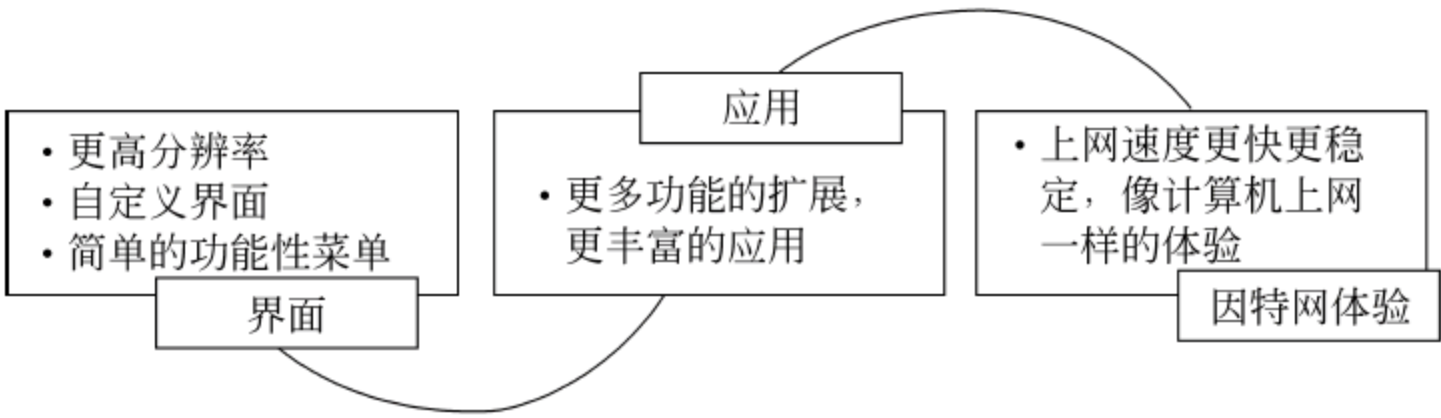 · 更高分辨率
· 自定义界面
· 简单的功能性菜单
界面
应用
· 更多功能的扩展，
更丰富的应用
· 上网速度更快更稳
定，像计算机上网
一样的体验
因特网体验